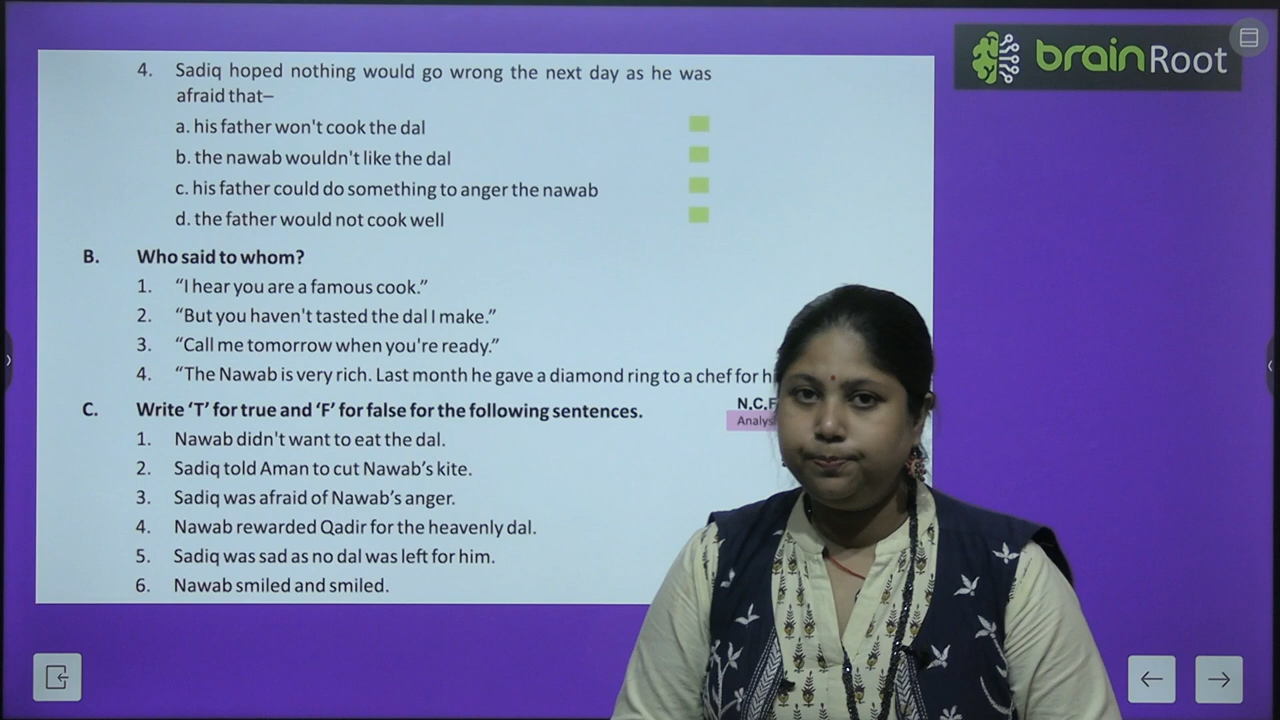 brainRoot
4. Sadiq hoped nothing would go wrong the next day as he was
afraid that–
a. his father won't cook the dal
b. the nawab wouldn't like the dal
c. his father could do something to anger the nawab
d. the father would not cook well
B. Who said to whom?
1. “I hear you are a famous cook.”
2. “But you haven't tasted the dal I make.”
3. “Call me tomorrow when you're ready.”
4. “The Nawab is very rich. Last month he gave a diamond ring to a chef for
C. Write ‘T’ for true and ‘F’ for false for the following sentences.
N.C.F
1. Nawab didn't want to eat the dal.
2. Sadiq told Aman to cut Nawab’s kite.
3. Sadiq was afraid of Nawab’s anger.
4. Nawab rewarded Qadir for the heavenly dal.
5. Sadiq was sad as no dal was left for him.
6. Nawab smiled and smiled.